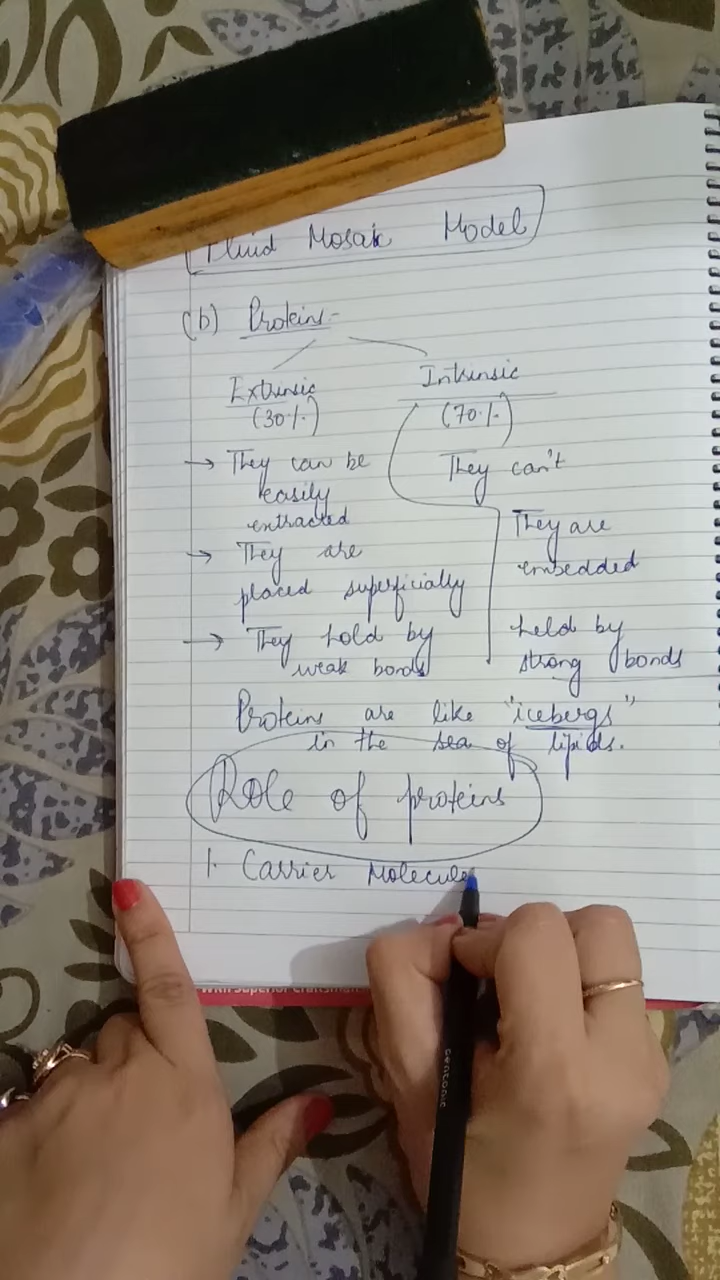 Fluid Mosaic Model
(b) Proteins:-
Extrinsic
(30%)
→ They can be
easily
extracted
→ They are
placed superficially
→ They hold by
weak bonds
Intrinsic
(70%)
They can't
They are
embedded
held by
strong bonds
Proteins are like "icebergs"
in the sea of lipids.
Role of proteins
1. Carrier Molecule